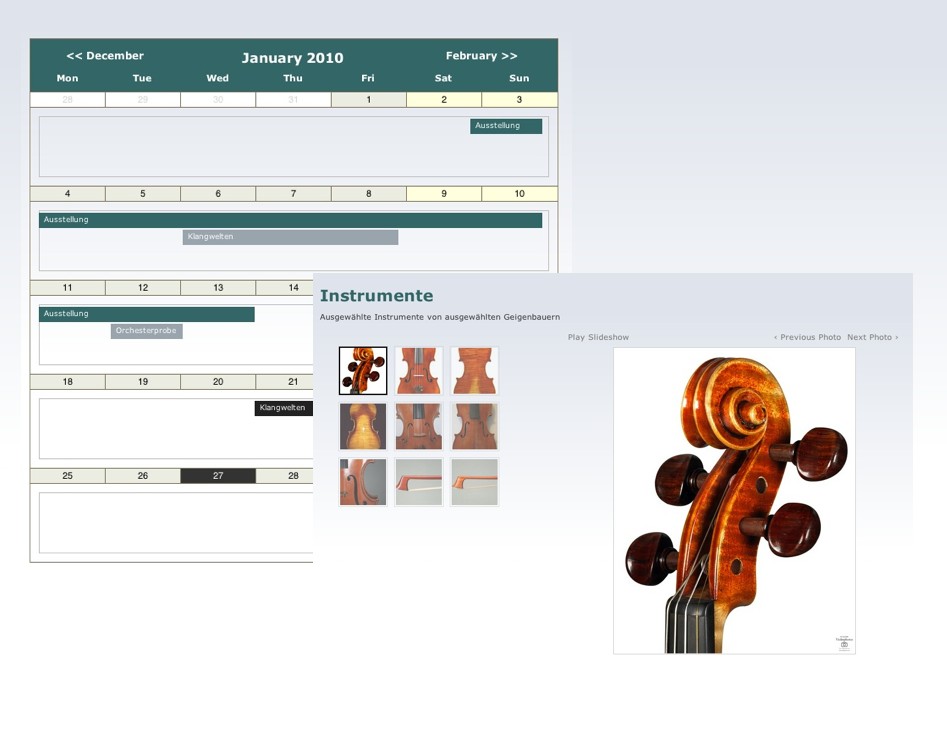 << December January 2010 February >>
Mon Tue Wed Thu Fri Sat Sun
28 29 30 31 1 2 3
Ausstellung
4 5 6 7 8 9 10
Ausstellung
Klangwelten
11 12 13 14
Ausstellung
Orchesterprobe
18 19 20 21
Klangwelten
25 26 27 28
Instrumente
Ausgewählte Instrumente von ausgewählten Geigenbauern
Play Slideshow ‹ Previous Photo Next Photo ›